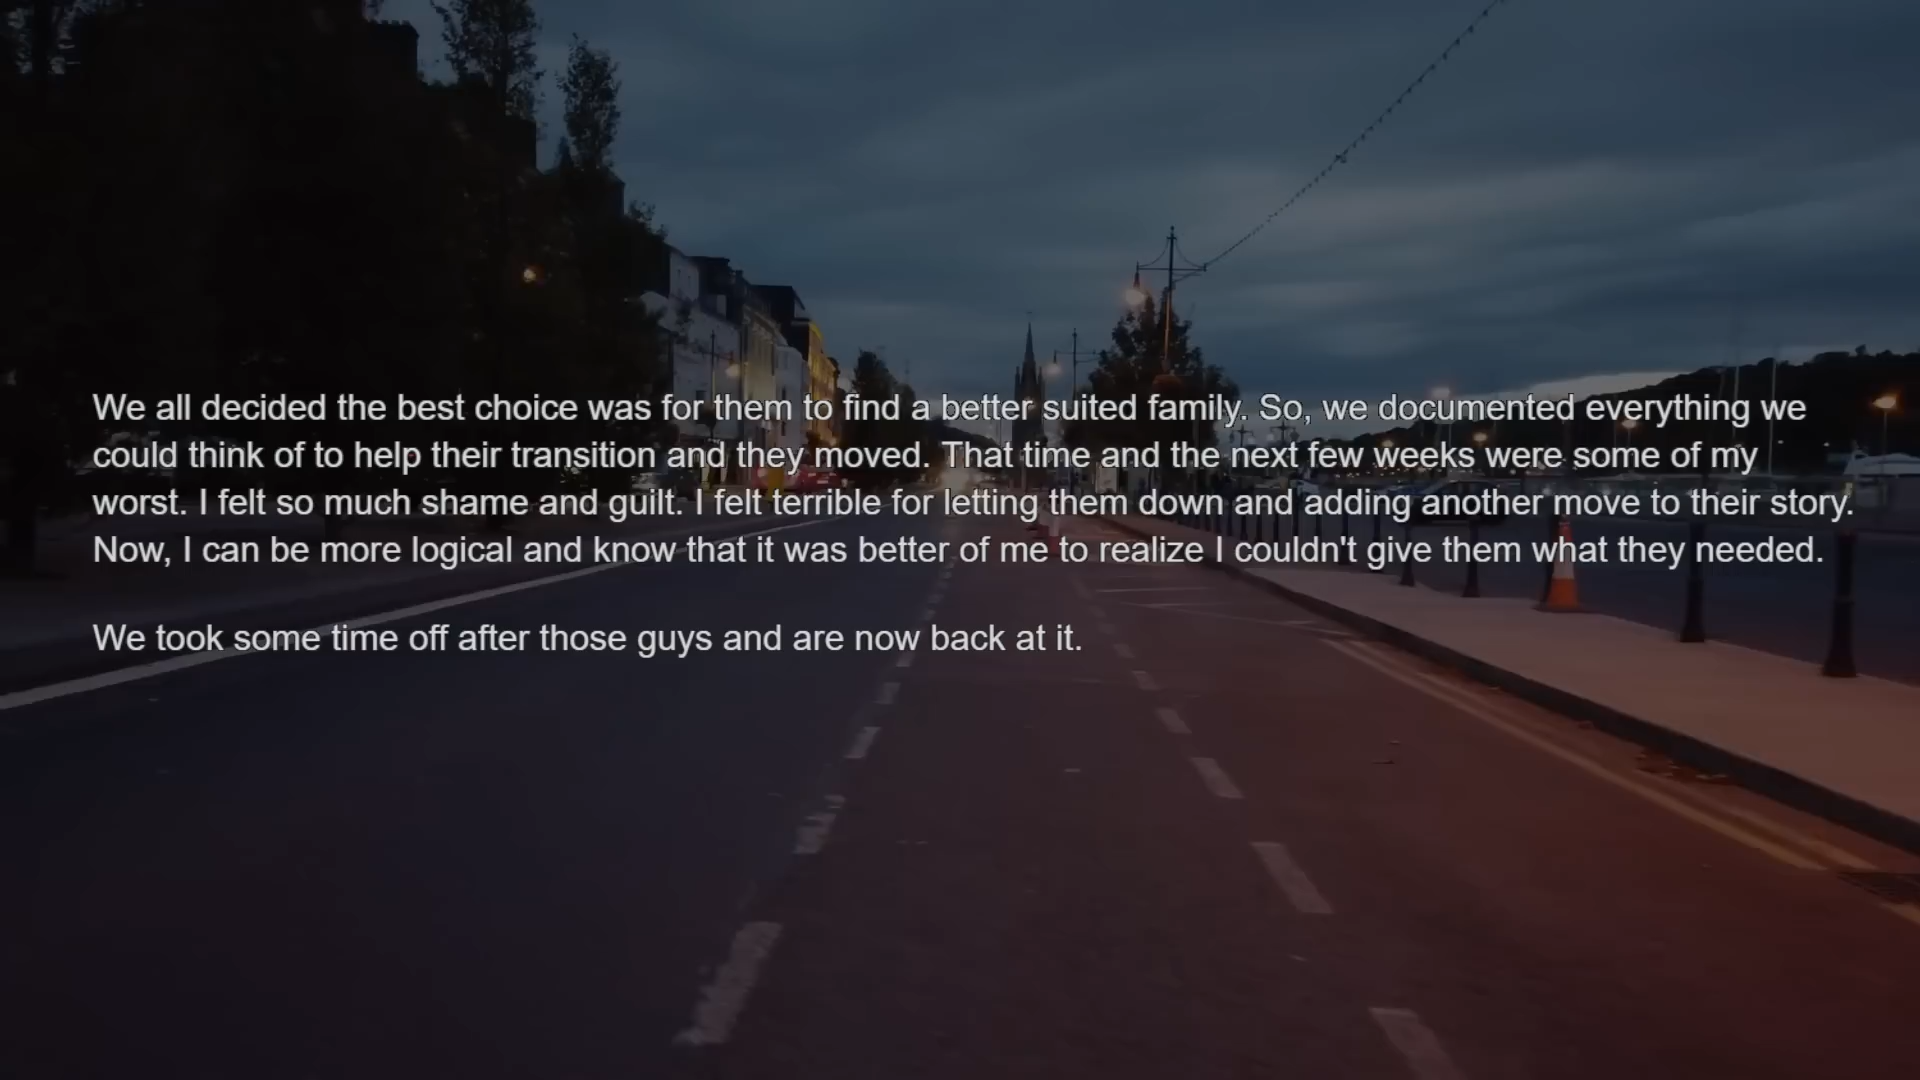 We all decided the best choice was for them to find a better suited family. So, we documented everything we
could think of to help their transition and they moved. That time and the next few weeks were some of my
worst. I felt so much shame and guilt. I felt terrible for letting them down and adding another move to their story.
Now, I can be more logical and know that it was better of me to realize I couldn't give them what they needed.
We took some time off after those guys and are now back at it.